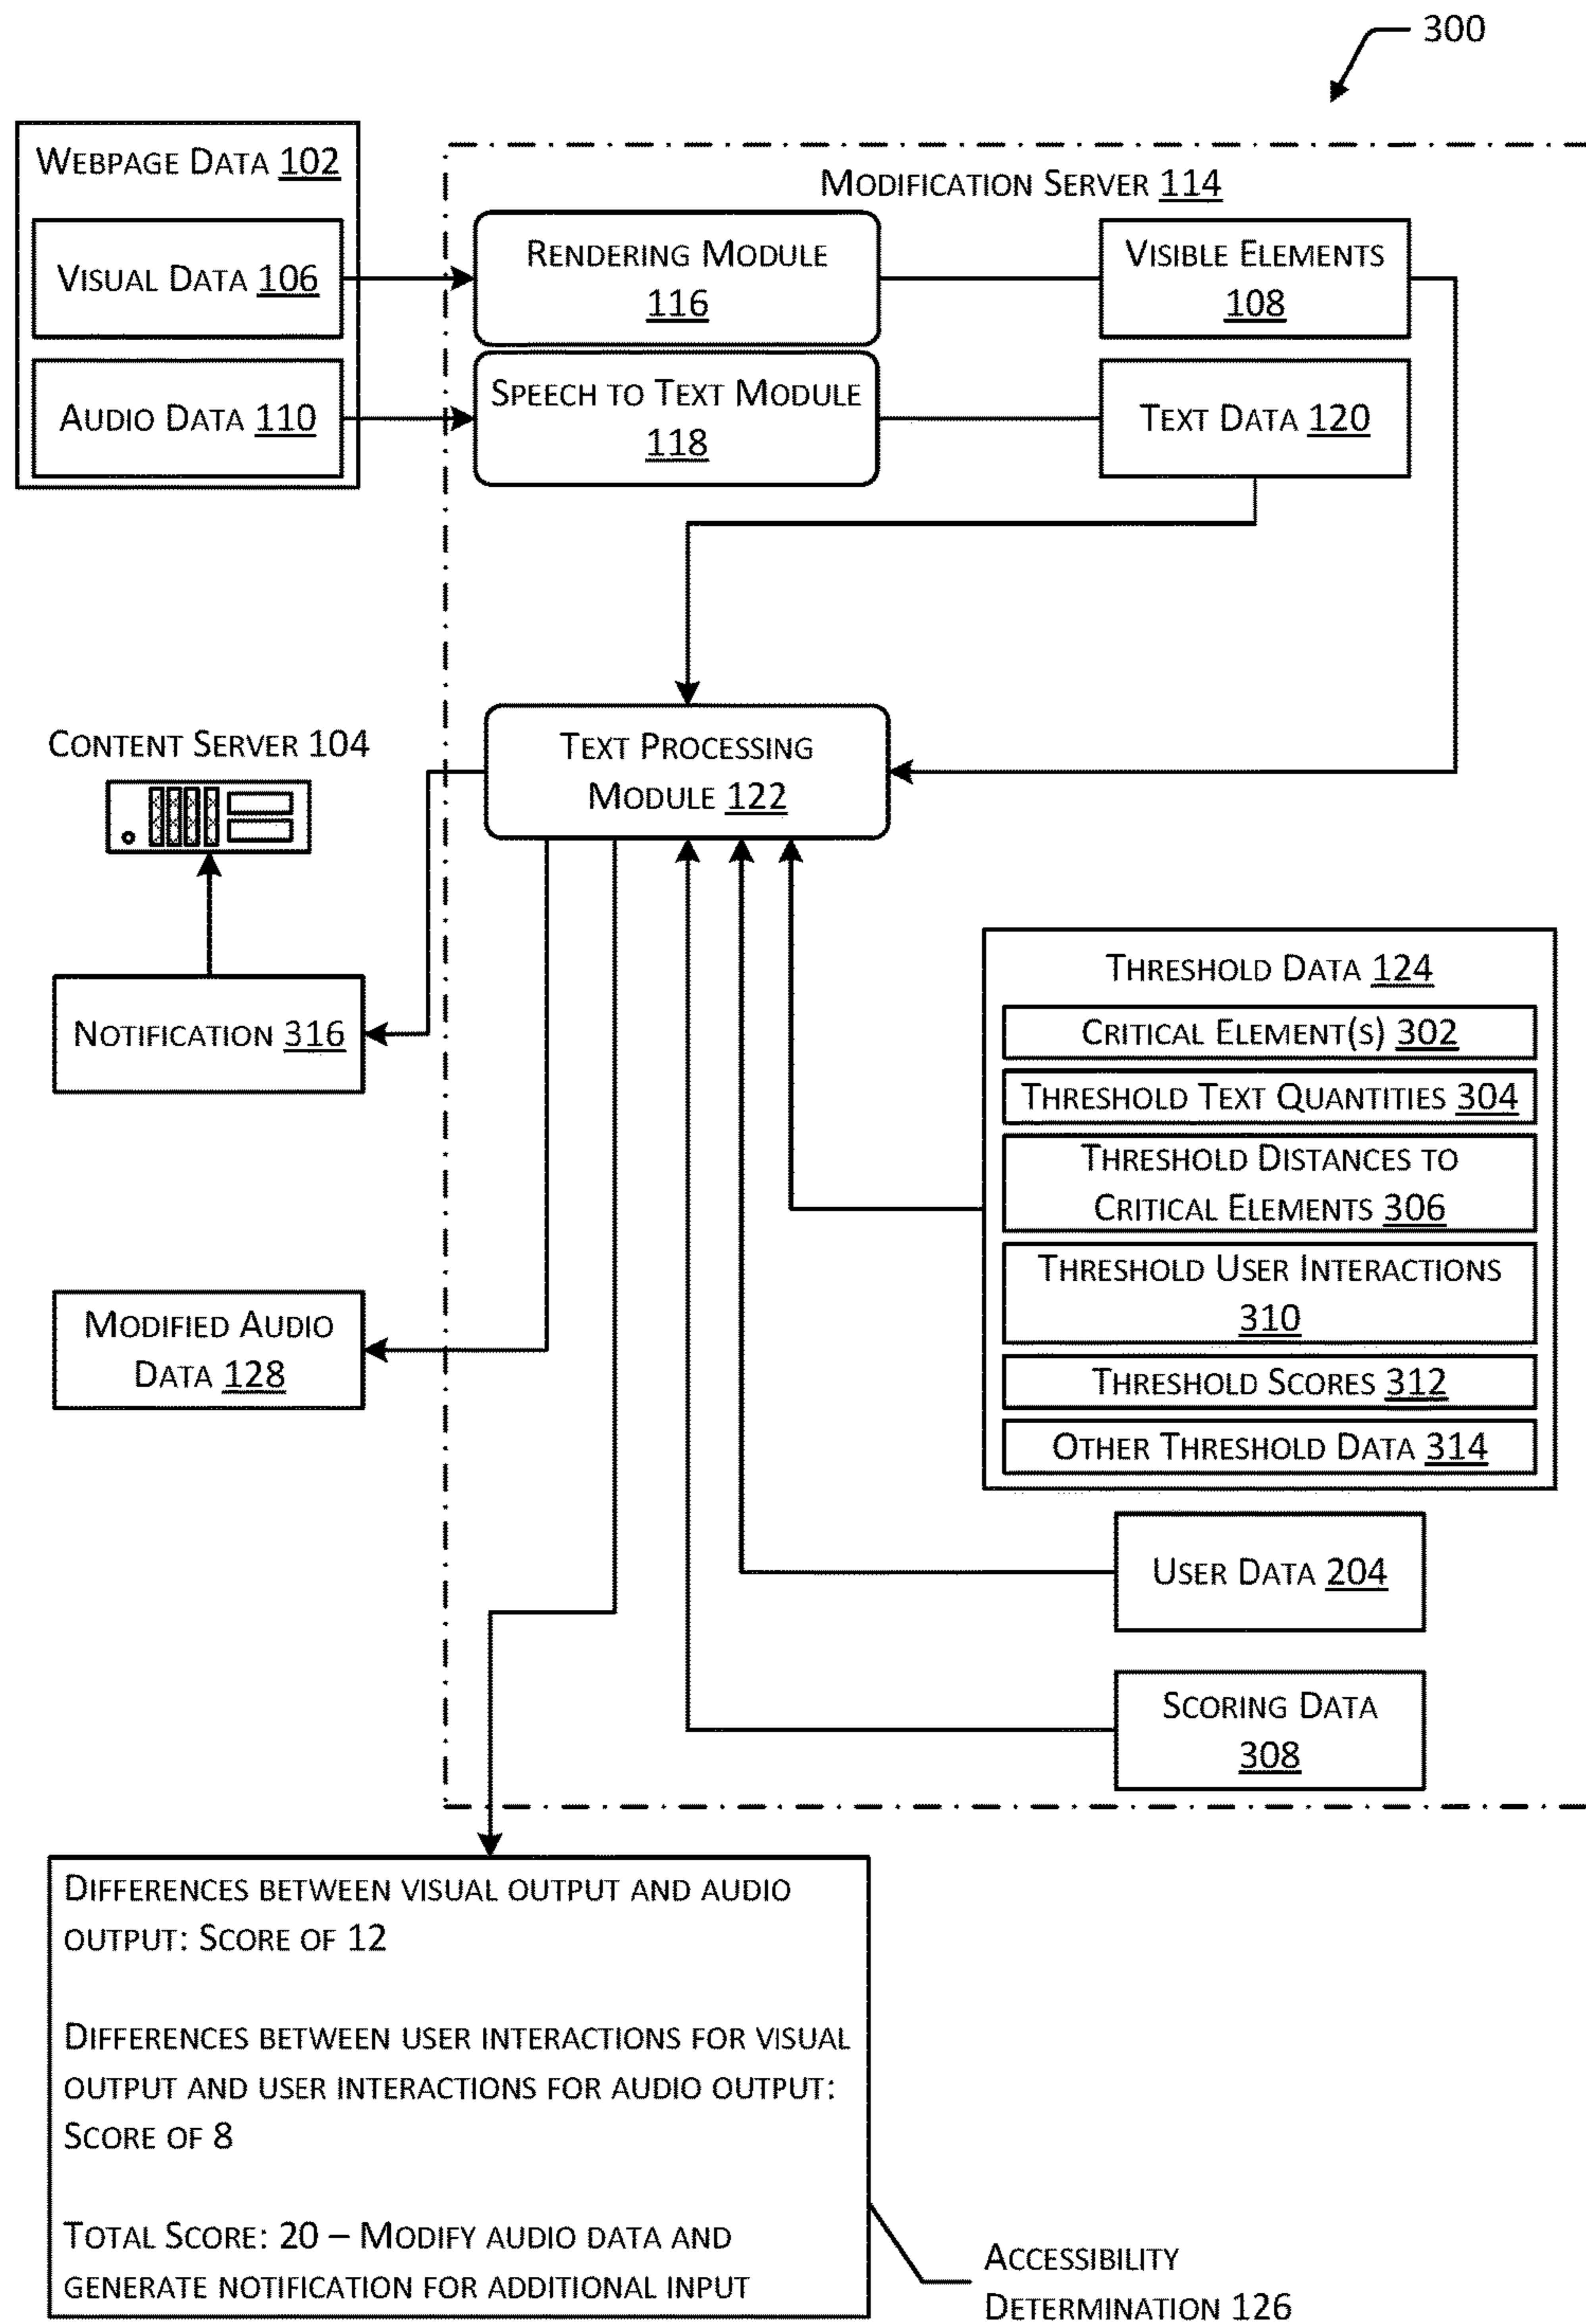 300
WEBPAGE DATA 102
VISUAL DATA 106
AUDIO DATA 110
MODIFICATION SERVER 114
RENDERING MODULE
116
VISIBLE ELEMENTS
108
SPEECH TO TEXT MODULE
118
TEXT DATA 120
CONTENT SERVER 104
TEXT PROCESSING
MODULE 122
NOTIFICATION 316
THRESHOLD DATA 124
CRITICAL ELEMENT(S) 302
THRESHOLD TEXT QUANTITIES 304
THRESHOLD DISTANCES TO
CRITICAL ELEMENTS 306
THRESHOLD USER INTERACTIONS
310
THRESHOLD SCORES 312
OTHER THRESHOLD DATA 314
MODIFIED AUDIO
DATA 128
USER DATA 204
SCORING DATA
308
DIFFERENCES BETWEEN VISUAL OUTPUT AND AUDIO
OUTPUT: SCORE OF 12
DIFFERENCES BETWEEN USER INTERACTIONS FOR VISUAL
OUTPUT AND USER INTERACTIONS FOR AUDIO OUTPUT:
SCORE OF 8
TOTAL SCORE: 20 – MODIFY AUDIO DATA AND
GENERATE NOTIFICATION FOR ADDITIONAL INPUT
ACCESSIBILITY
DETERMINATION 126